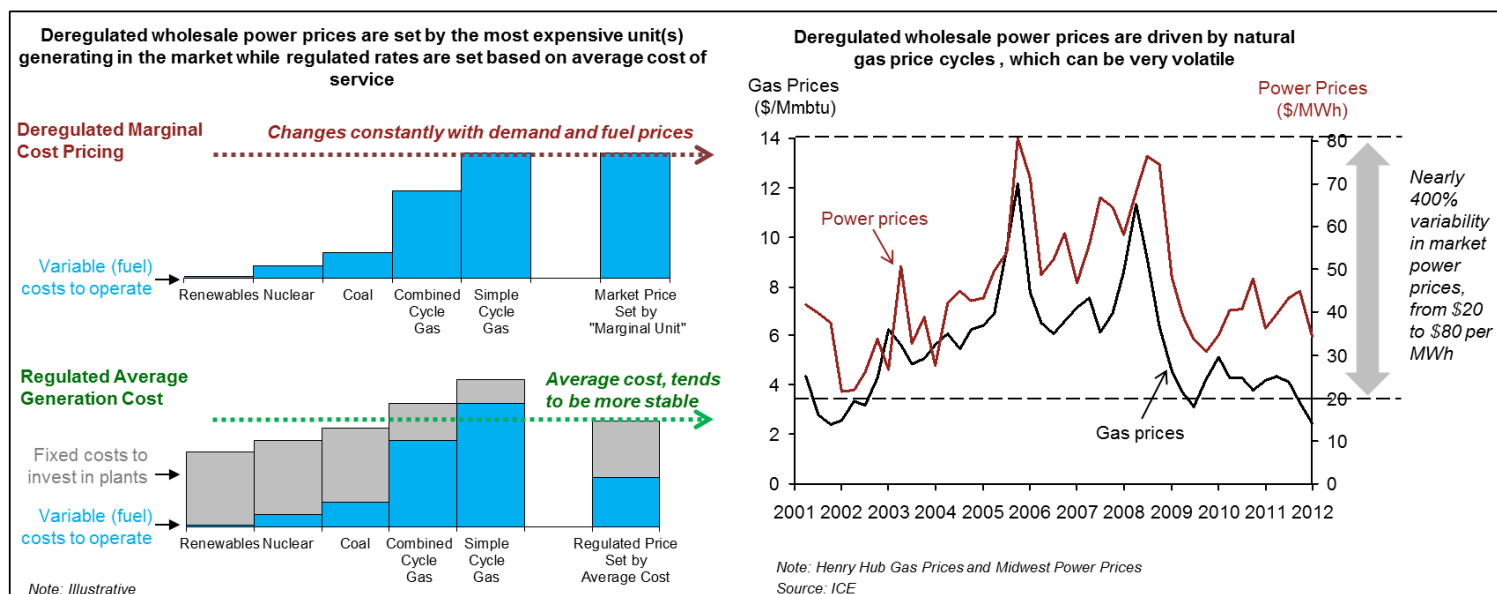 Deregulated wholesale power prices are set by the most expensive unit(s)
generating in the market while regulated rates are set based on average cost of
service
Deregulated Marginal
Cost Pricing
Changes constantly with demand and fuel prices
Variable (fuel)
costs to operate
Renewables Nuclear Coal Combined Simple Market Price
Cycle Cycle Set by
Gas Gas "Marginal Unit"
Regulated Average
Generation Cost
Average cost, tends
to be more stable
Fixed costs to
invest in plants
Variable (fuel)
costs to operate
Renewables Nuclear Coal Combined Simple Regulated Price
Cycle Cycle Set by
Gas Gas Average Cost
Note: Illustrative
Deregulated wholesale power prices are driven by natural
gas price cycles , which can be very volatile
Gas Prices
($/Mmbtu)
Power Prices
($/MWh)
14
12
10
8
6
4
2
0
Power prices
Gas prices
80
70
60
50
40
30
20
10
0
2001 2002 2003 2004 2005 2006 2007 2008 2009 2010 2011 2012
Nearly
400%
variability
in market
power
prices,
from $20
to $80 per
MWh
Note: Henry Hub Gas Prices and Midwest Power Prices
Source: ICE